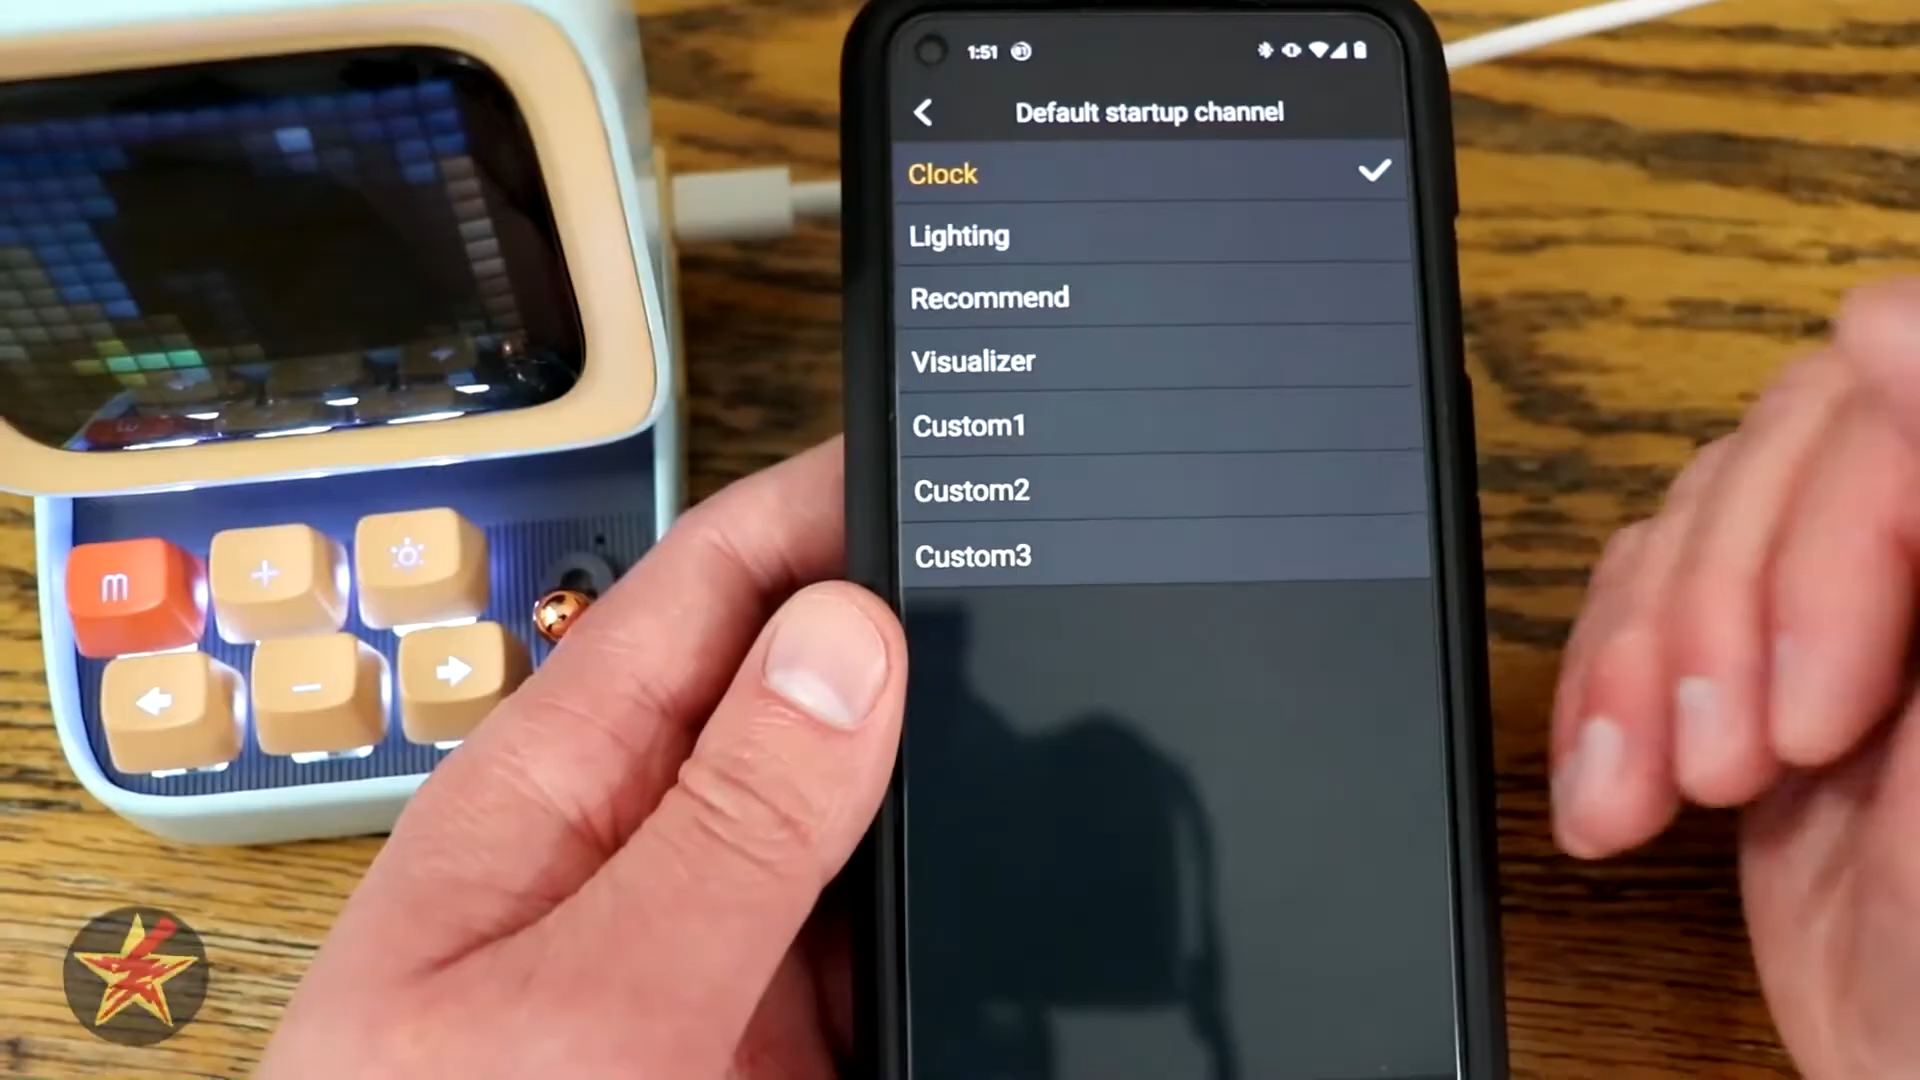 1:51
Default startup channel
Clock
Lighting
Recommend
Visualizer
Custom1
Custom2
Custom3
m
+
−